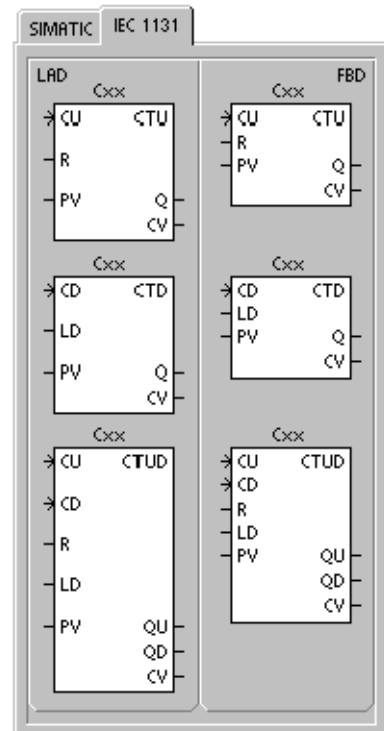 SIMATIC IEC 1131
LAD
Cxx
CU CTU
R
PV Q
CV
Cxx
CD CTD
LD
PV Q
CV
Cxx
CU CTUD
CD
R
LD
PV QU
QD
CV
FBD
Cxx
CU CTU
R
PV Q
CV
Cxx
CD CTD
LD
PV Q
CV
Cxx
CU CTUD
CD
R
LD
PV QU
QD
CV